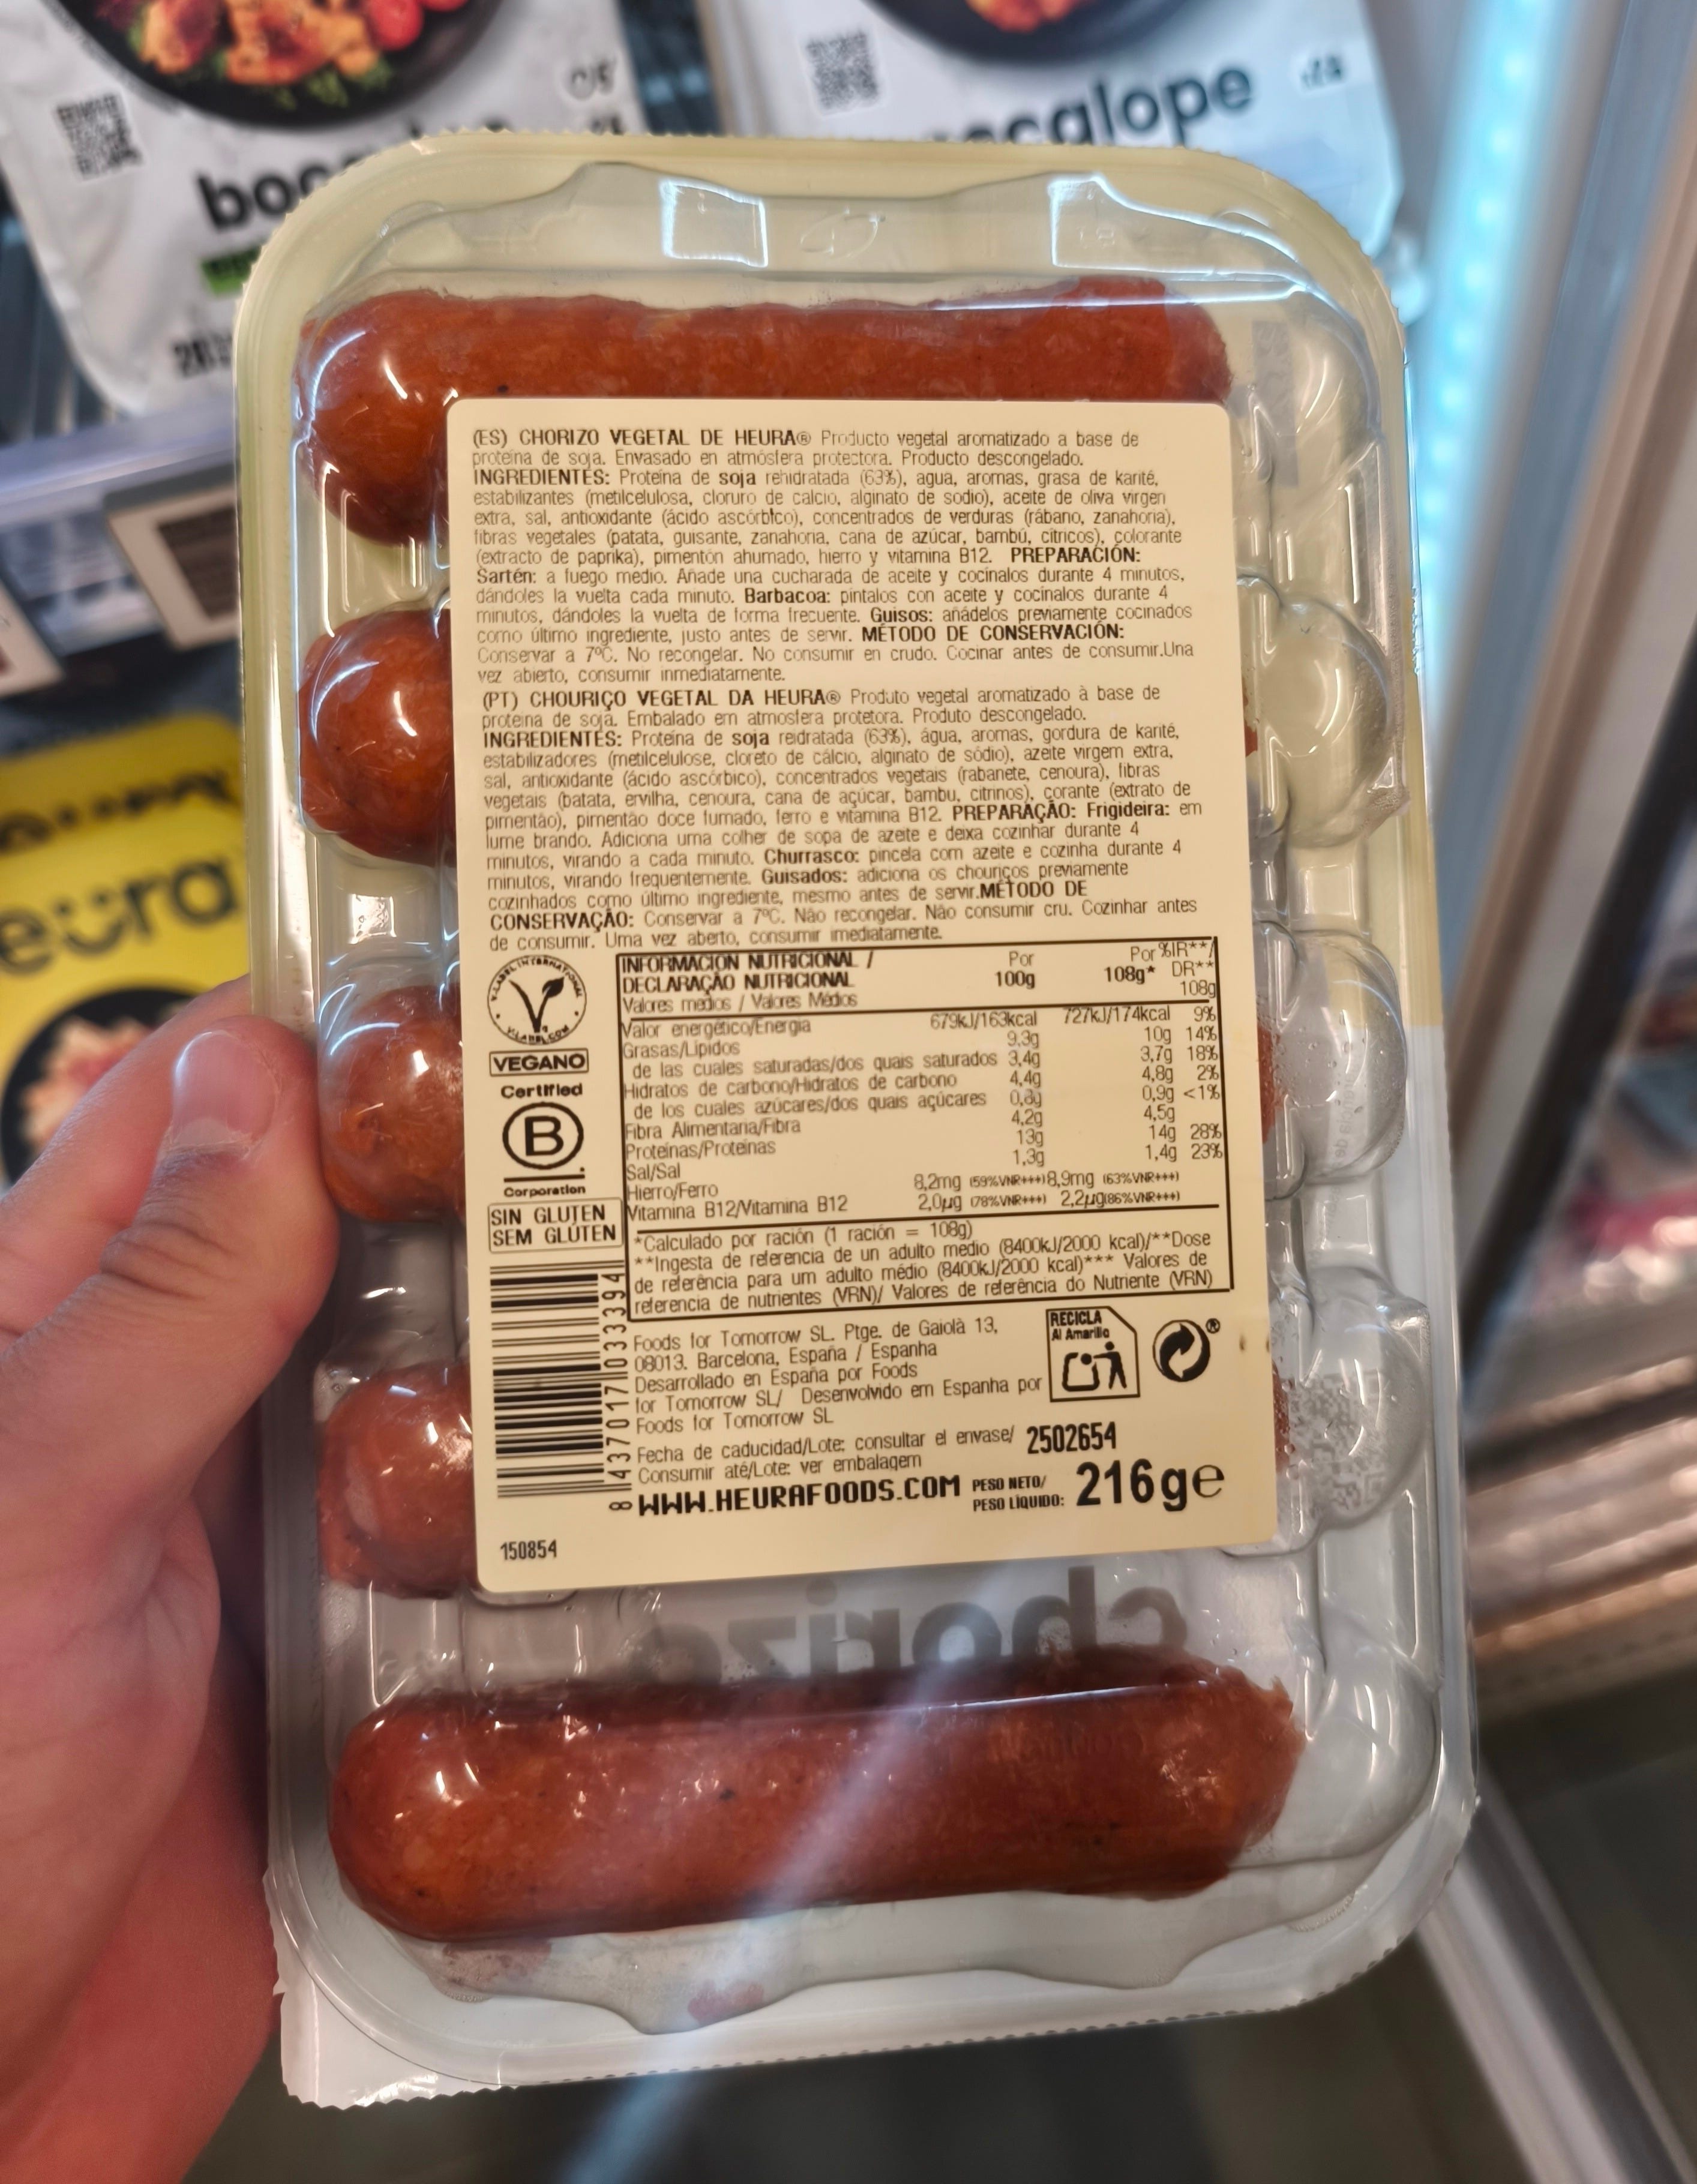 escalope
eura
(ES) CHORIZO VEGETAL DE HEURA® Producto vegetal aromatizado a base de
proteína de soja. Envasado en atmósfera protectora. Producto descongelado.
INGREDIENTES: Proteína de soja rehidratada (63%), agua, aromas, grasa de karité,
estabilizantes (metilcelulosa, cloruro de calcio, alginato de sodio), aceite de oliva virgen
extra, sal, antioxidante (ácido ascórbico), concentrados de verduras (rábano, zanahoria),
fibras vegetales (patata, guisante, zanahoria, caña de azúcar, bambú, cítricos), colorante
(extracto de paprika), pimentón ahumado, hierro y vitamina B12. PREPARACIÓN:
Sartén: a fuego medio. Añade una cucharada de aceite y cocínalos durante 4 minutos,
dándoles la vuelta cada minuto. Barbacoa: píntalos con aceite y cocínalos durante 4
minutos, dándoles la vuelta de forma frecuente. Guisos: añádelos previamente cocinados
como último ingrediente, justo antes de servir. MÉTODO DE CONSERVACIÓN:
Conservar a 7ºC. No recongelar. No consumir en crudo. Cocinar antes de consumir.Una
vez abierto, consumir inmediatamente.
(PT) CHOURIÇO VEGETAL DA HEURA® Produto vegetal aromatizado à base de
proteína de soja. Embalado em atmosfera protetora. Produto descongelado.
INGREDIENTES: Proteína de soja reidratada (63%), água, aromas, gordura de karité,
estabilizadores (metilcelulose, cloreto de cálcio, alginato de sódio), azeite virgem extra,
sal, antioxidante (ácido ascórbico), concentrados vegetais (rabanete, cenoura), fibras
vegetais (batata, ervilha, cenoura, cana de açúcar, bambu, citrinos), corante (extrato de
pimentão), pimentão doce fumado, ferro e vitamina B12. PREPARAÇÃO: Frigideira: em
lume brando. Adiciona uma colher de sopa de azeite e deixa cozinhar durante 4
minutos, virando a cada minuto. Churrasco: pincela com azeite e cozinha durante 4
minutos, virando frequentemente. Guisados: adiciona os chouriços previamente
cozinhados como último ingrediente, mesmo antes de servir.MÉTODO DE
CONSERVAÇÃO: Conservar a 7ºC. Não recongelar. Não consumir cru. Cozinhar antes
de consumir. Uma vez aberto, consumir imediatamente.
V-LABEL INTERNATIONAL
V-LABEL.COM
VEGANO
Certified
B
Corporation
SIN GLUTEN
SEM GLÚTEN
INFORMACIÓN NUTRICIONAL / Por 100g Por 108g* %IR**/ DR** 108g
DECLARAÇÃO NUTRICIONAL
Valores medios / Valores Médios
Valor energético/Energia 679kJ/163kcal 727kJ/174kcal 9%
Grasas/Lípidos 9,3g 10g 14%
de las cuales saturadas/dos quais saturados 3,4g 3,7g 18%
Hidratos de carbono/Hidratos de carbono 4,4g 4,8g 2%
de los cuales azúcares/dos quais açúcares 0,8g 0,9g <1%
Fibra Alimentaria/Fibra 4,2g 4,5g
Proteínas/Proteínas 13g 14g 28%
Sal/Sal 1,3g 1,4g 23%
Hierro/Ferro 8,2mg (59%VNR+++) 8,9mg (63%VNR+++)
Vitamina B12/Vitamina B12 2,0µg (78%VNR+++) 2,2µg(86%VNR+++)
*Calculado por ración (1 ración = 108g)
**Ingesta de referencia de un adulto medio (8400kJ/2000 kcal)/**Dose
de referência para um adulto médio (8400kJ/2000 kcal)*** Valores de
referencia de nutrientes (VRN)/ Valores de referência do Nutriente (VRN)
8 437017 103394
Foods for Tomorrow SL. Ptge. de Gaiolà 13,
08013. Barcelona, España / Espanha
Desarrollado en España por Foods
for Tomorrow SL/ Desenvolvido em Espanha por
Foods for Tomorrow SL
RECICLA
Al Amarillo
®
Fecha de caducidad/Lote: consultar el envase/ 2502654
Consumir até/Lote: ver embalagem
WWW.HEURAFOODS.COM PESO NETO/
PESO LÍQUIDO: 216ge
150854
chorizo